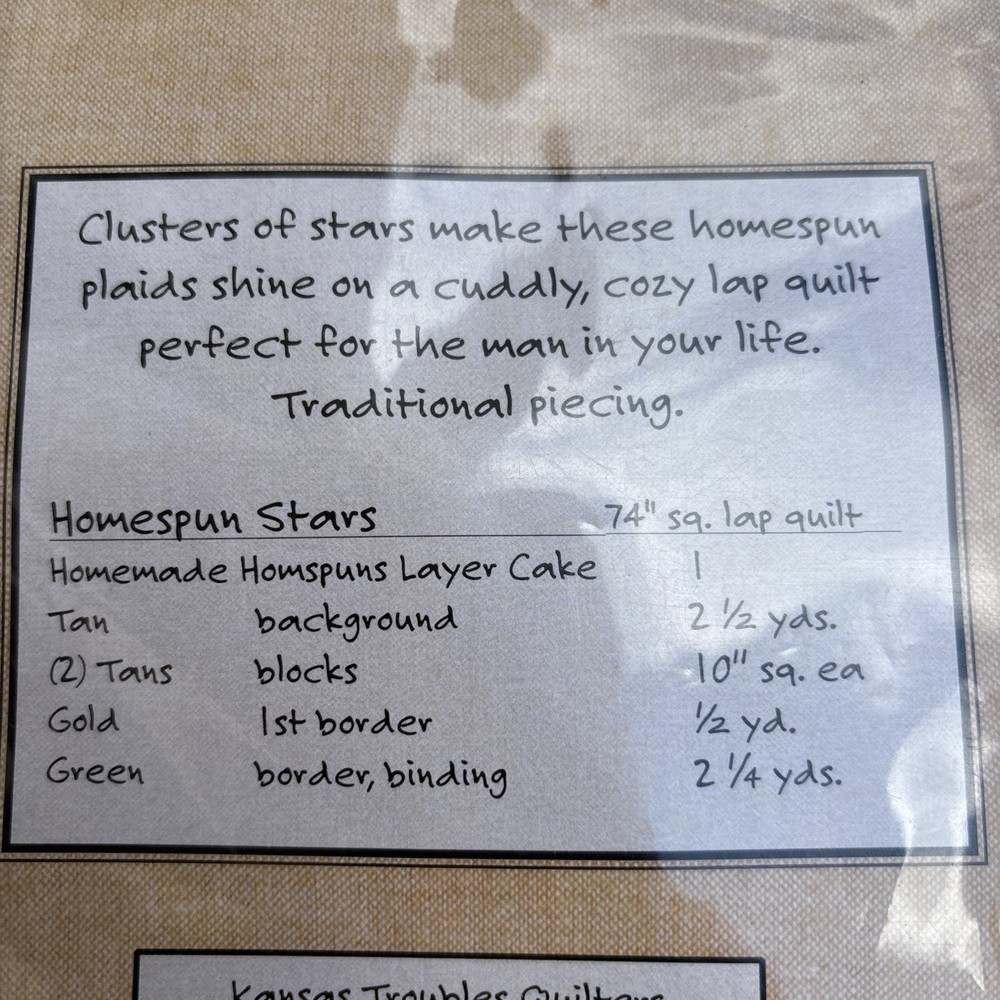 Clusters of stars make these homespun
plaids shine on a cuddly, cozy lap quilt
perfect for the man in your life.
Traditional piecing.
Homespun Stars 74" sq. lap quilt
Homemade Homspuns Layer Cake 1
Tan background 2 1/2 yds.
(2) Tans blocks 10" sq. ea
Gold 1st border 1/2 yd.
Green border, binding 2 1/4 yds.
Kansas Troubles Quilters